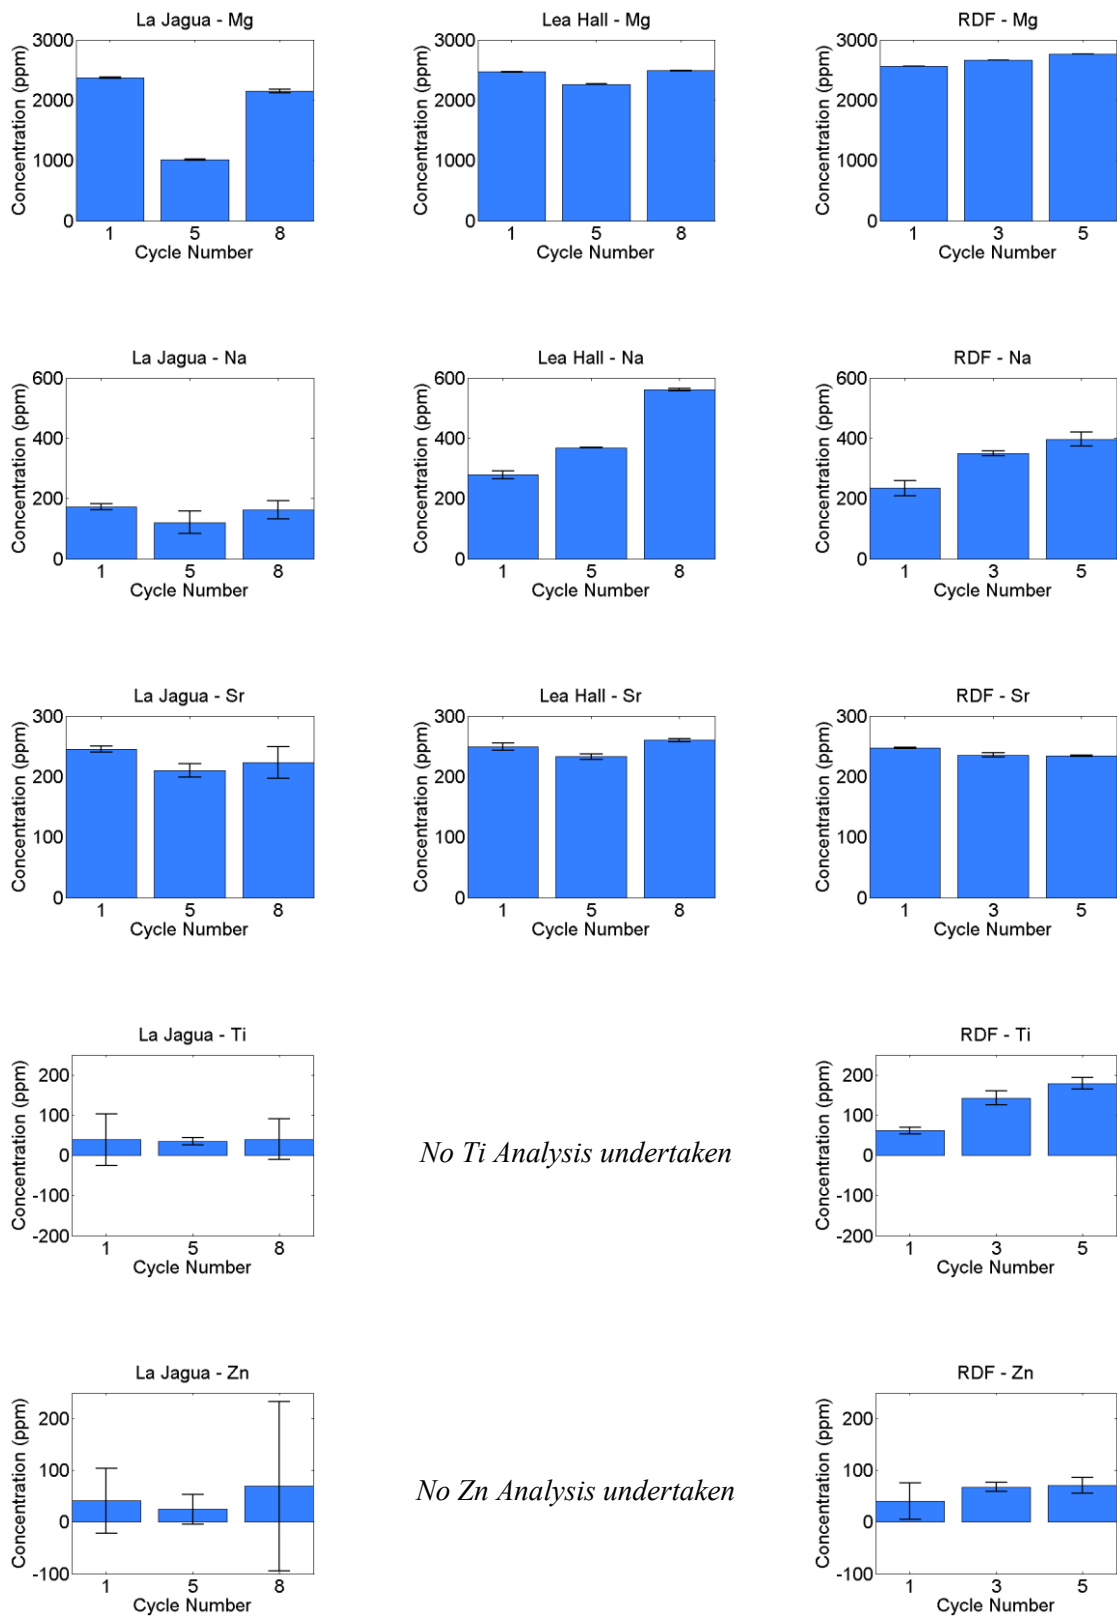 La Jagua - Mg
Concentration (ppm)
3000
2000
1000
0
1 5 8
Cycle Number
Lea Hall - Mg
Concentration (ppm)
3000
2000
1000
0
1 5 8
Cycle Number
RDF - Mg
Concentration (ppm)
3000
2000
1000
0
1 3 5
Cycle Number
La Jagua - Na
Concentration (ppm)
600
400
200
0
1 5 8
Cycle Number
Lea Hall - Na
Concentration (ppm)
600
400
200
0
1 5 8
Cycle Number
RDF - Na
Concentration (ppm)
600
400
200
0
1 3 5
Cycle Number
La Jagua - Sr
Concentration (ppm)
300
200
100
0
1 5 8
Cycle Number
Lea Hall - Sr
Concentration (ppm)
300
200
100
0
1 5 8
Cycle Number
RDF - Sr
Concentration (ppm)
300
200
100
0
1 3 5
Cycle Number
La Jagua - Ti
Concentration (ppm)
200
100
0
-100
-200
1 5 8
Cycle Number
No Ti Analysis undertaken
RDF - Ti
Concentration (ppm)
200
100
0
-100
-200
1 3 5
Cycle Number
La Jagua - Zn
Concentration (ppm)
200
100
0
-100
1 5 8
Cycle Number
No Zn Analysis undertaken
RDF - Zn
Concentration (ppm)
200
100
0
-100
1 3 5
Cycle Number